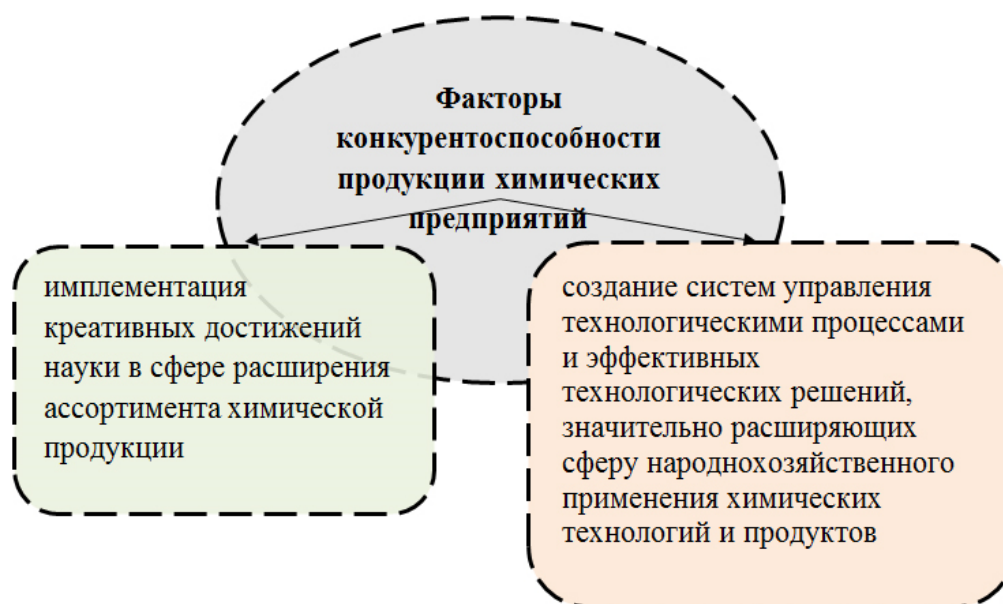 Факторы
конкурентоспособности
продукции химических
предприятий
имплементация
креативных достижений
науки в сфере расширения
ассортимента химической
продукции
создание систем управления
технологическими процессами
и эффективных
технологических решений,
значительно расширяющих
сферу народнохозяйственного
применения химических
технологий и продуктов